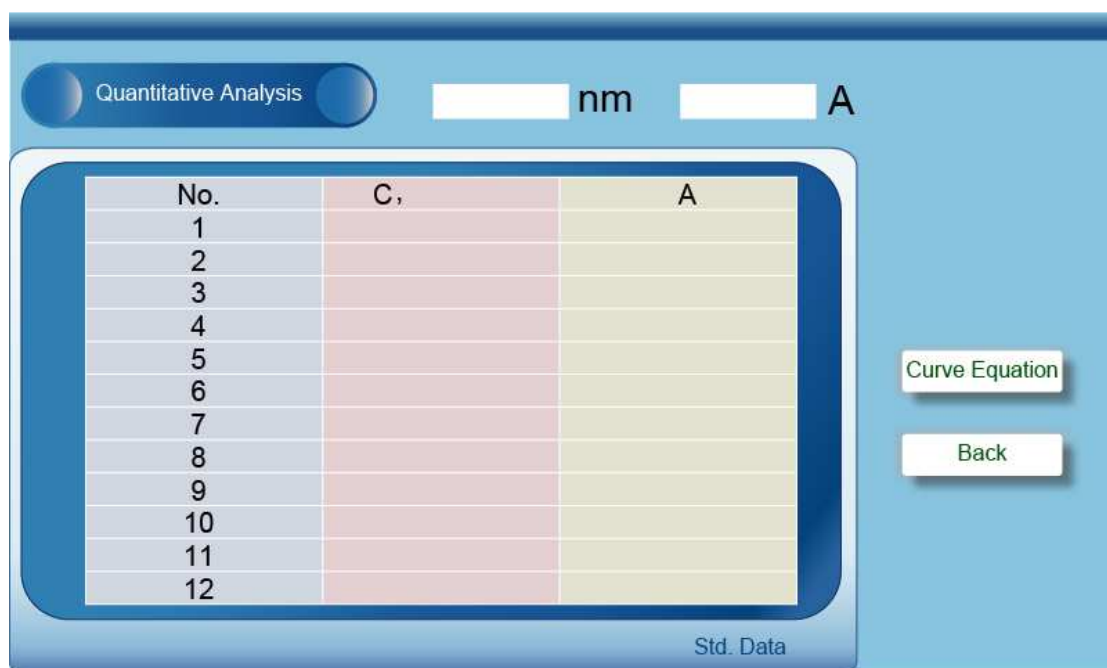 Quantitative Analysis nm A
No. C, A
1
2
3
4
5
6
7
8
9
10
11
12
Curve Equation
Back
Std. Data